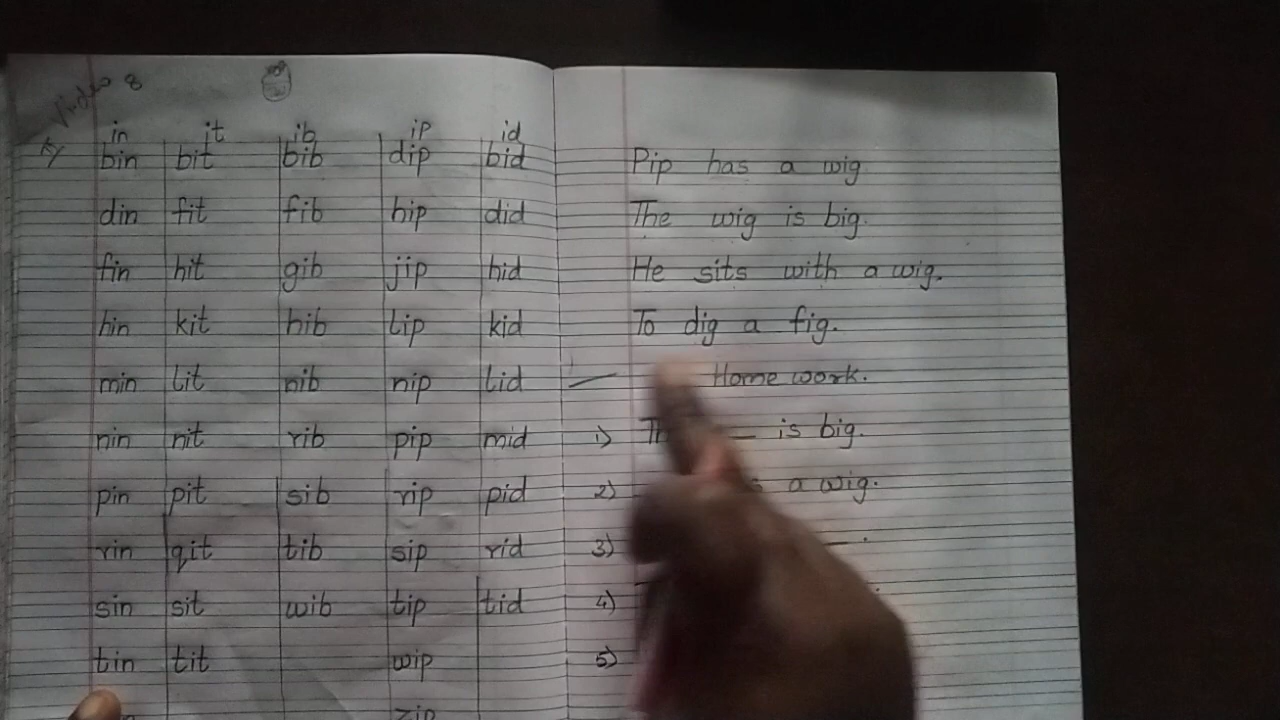 Video 8
in it ib ip id
bin bit bib dip bid
din fit fib hip did
fin hit gib jip hid
hin kit hib lip kid
min lit nib nip lid
nin nit rib pip mid
pin pit sib rip pid
rin qit tib sip rid
sin sit wib tip tid
tin tit wip
zip
Pip has a wig
The wig is big.
He sits with a wig.
To dig a fig.
Home work.
1) is big.
2) a wig.
3)
4)
5)